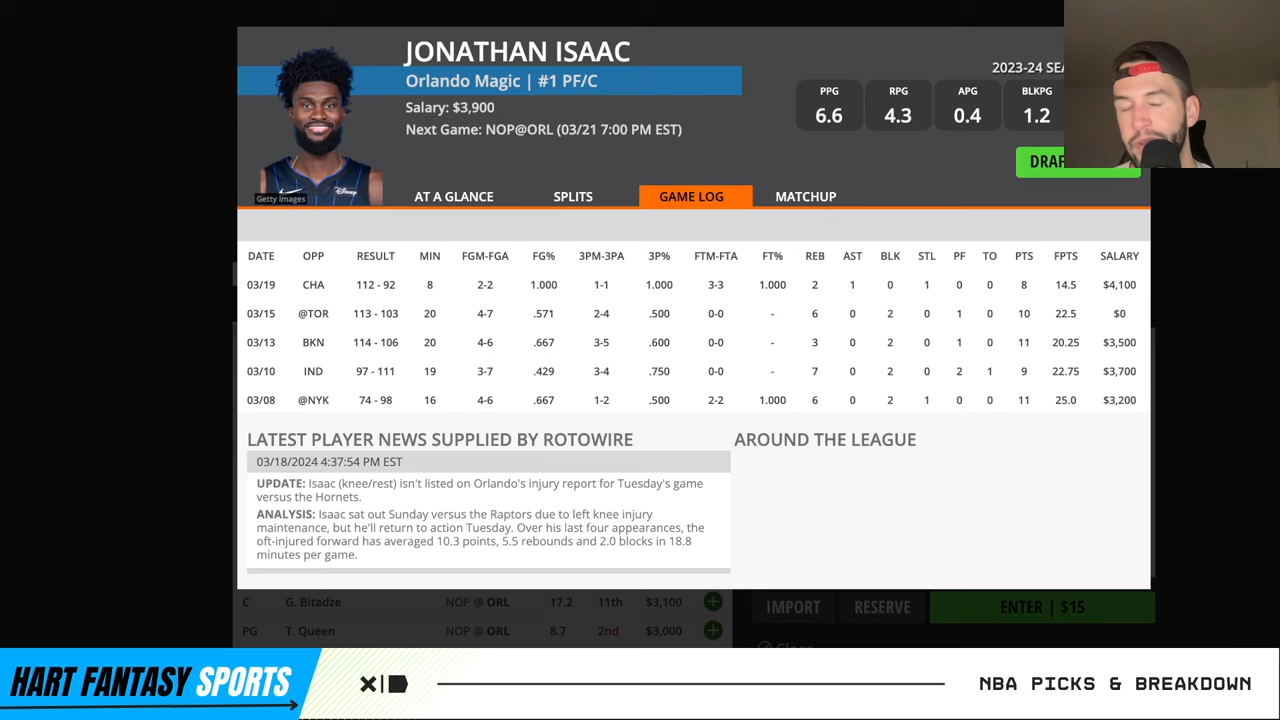 JONATHAN ISAAC
Orlando Magic | #1 PF/C
Salary: $3,900
Next Game: NOP@ORL (03/21 7:00 PM EST)
2023-24 SEA
PPG RPG APG BLKPG
6.6 4.3 0.4 1.2
DRAF
Getty Images
Disney
AT A GLANCE SPLITS GAME LOG MATCHUP
DATE OPP RESULT MIN FGM-FGA FG% 3PM-3PA 3P% FTM-FTA FT% REB AST BLK STL PF TO PTS FPTS SALARY
03/19 CHA 112 - 92 8 2-2 1.000 1-1 1.000 3-3 1.000 2 1 0 1 0 0 8 14.5 $4,100
03/15 @TOR 113 - 103 20 4-7 .571 2-4 .500 0-0 - 6 0 2 0 1 0 10 22.5 $0
03/13 BKN 114 - 106 20 4-6 .667 3-5 .600 0-0 - 3 0 2 0 1 0 11 20.25 $3,500
03/10 IND 97 - 111 19 3-7 .429 3-4 .750 0-0 - 7 0 2 0 2 1 9 22.75 $3,700
03/08 @NYK 74 - 98 16 4-6 .667 1-2 .500 2-2 1.000 6 0 2 1 0 0 11 25.0 $3,200
LATEST PLAYER NEWS SUPPLIED BY ROTOWIRE
03/18/2024 4:37:54 PM EST
UPDATE: Isaac (knee/rest) isn't listed on Orlando's injury report for Tuesday's game
versus the Hornets.
ANALYSIS: Isaac sat out Sunday versus the Raptors due to left knee injury
maintenance, but he'll return to action Tuesday. Over his last four appearances, the
oft-injured forward has averaged 10.3 points, 5.5 rebounds and 2.0 blocks in 18.8
minutes per game.
AROUND THE LEAGUE
C G. Bitadze NOP @ ORL 17.2 11th $3,100
PG T. Queen NOP @ ORL 8.7 2nd $3,000
IMPORT RESERVE ENTER | $15
HART FANTASY SPORTS
NBA PICKS & BREAKDOWN